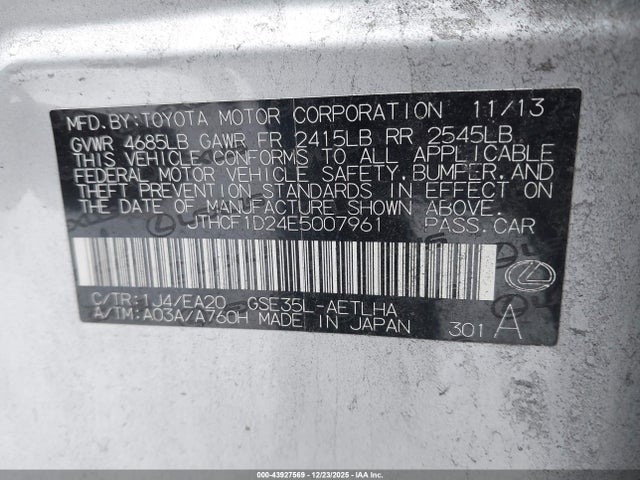 MFD.BY:TOYOTA MOTOR CORPORATION 11/13
GVWR 4685LB GAWR FR 2415LB RR 2545LB
THIS VEHICLE CONFORMS TO ALL APPLICABLE
FEDERAL MOTOR VEHICLE SAFETY,BUMPER,AND
THEFT PREVENTION STANDARDS IN EFFECT ON
THE DATE OF MANUFACTURE SHOWN ABOVE.
JTHCF1D24E5007961 PASS.CAR
C/TR:1J4/EA20 GSE35L-AETLHA
A/TM:A03A/A760H MADE IN JAPAN 301 A
000-43927569 - 12/23/2025 - IAAI, Inc.